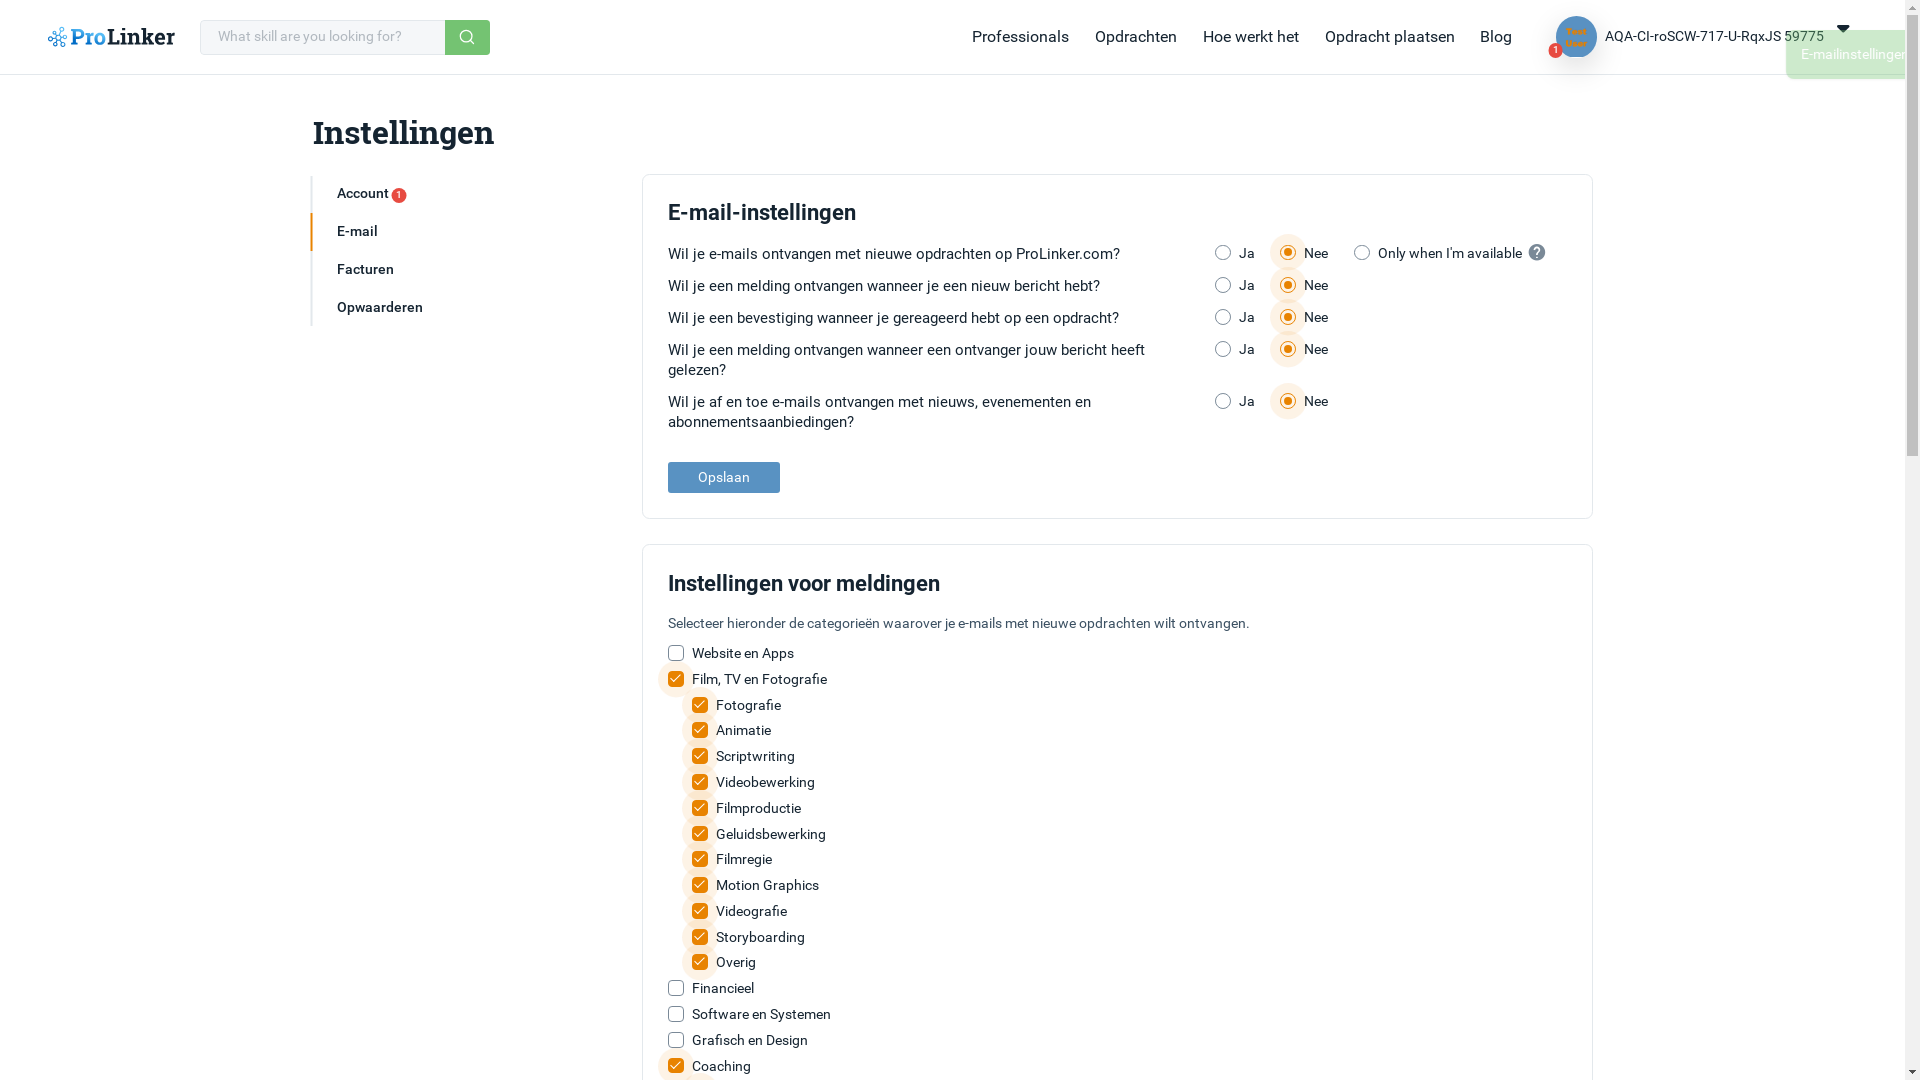 ProLinker
What skill are you looking for?
Professionals
Opdrachten
Hoe werkt het
Opdracht plaatsen
Blog
1
AQA-CI-roSCW-717-U-RqxJS 59775
Instellingen
Account 1
E-mail
Facturen
Opwaarderen
E-mail-instellingen
Wil je e-mails ontvangen met nieuwe opdrachten op ProLinker.com?
Ja Nee Only when I'm available ?
Wil je een melding ontvangen wanneer je een nieuw bericht hebt?
Ja Nee
Wil je een bevestiging wanneer je gereageerd hebt op een opdracht?
Ja Nee
Wil je een melding ontvangen wanneer een ontvanger jouw bericht heeft
gelezen?
Ja Nee
Wil je af en toe e-mails ontvangen met nieuws, evenementen en
abonnementsaanbiedingen?
Ja Nee
Opslaan
Instellingen voor meldingen
Selecteer hieronder de categorieën waarover je e-mails met nieuwe opdrachten wilt ontvangen.
Website en Apps
Film, TV en Fotografie
Fotografie
Animatie
Scriptwriting
Videobewerking
Filmproductie
Geluidsbewerking
Filmregie
Motion Graphics
Videografie
Storyboarding
Overig
Financieel
Software en Systemen
Grafisch en Design
Coaching